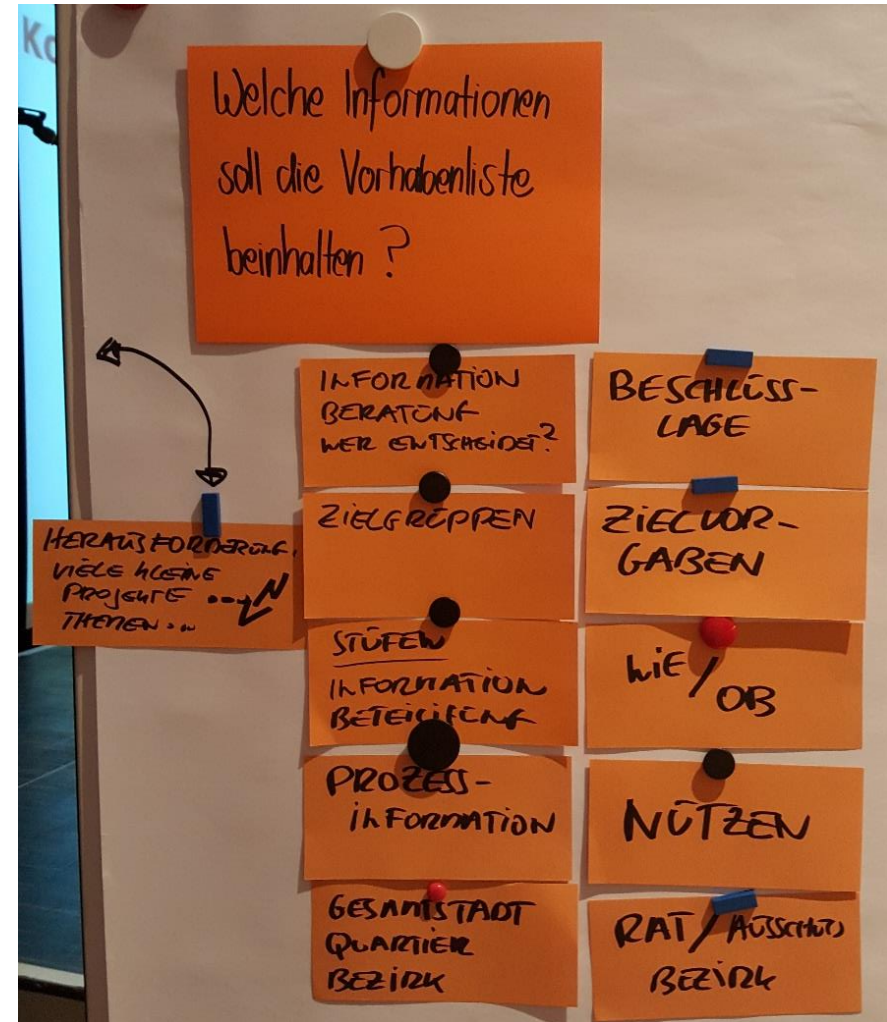 Ko
Welche Informationen
soll die Vorhabenliste
beinhalten ?
INFORMATION
BERATUNG
WER ENTSCHEIDET?
BESCHLUSS-
LAGE
HERAUSFORDERUNG
VIELE KLEINE
PROJEKTE ...
THEMEN...
ZIELGRUPPEN
ZIELVOR-
GABEN
STUFEN
INFORMATION
BETEILIGUNG
WIE / OB
PROZESS-
INFORMATION
NUTZEN
GESAMTSTADT
QUARTIER
BEZIRK
RAT / AUSSCHUSS
BEZIRK